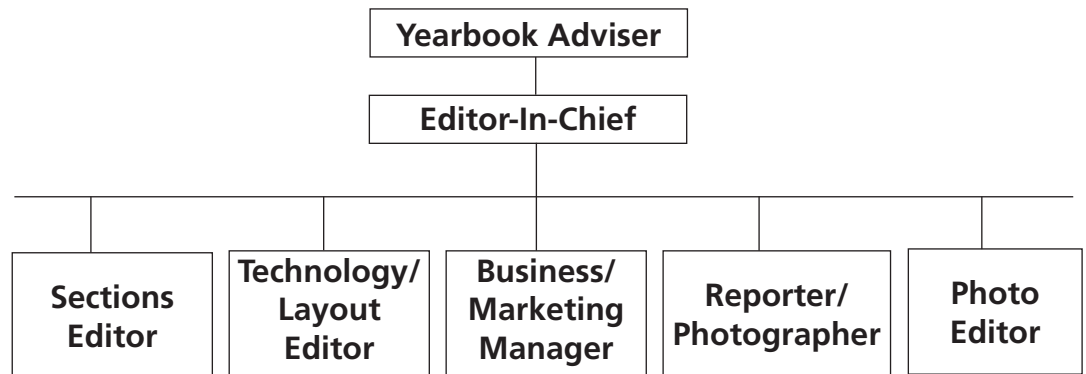 Yearbook Adviser
Editor-In-Chief
Sections
Editor
Technology/
Layout
Editor
Business/
Marketing
Manager
Reporter/
Photographer
Photo
Editor